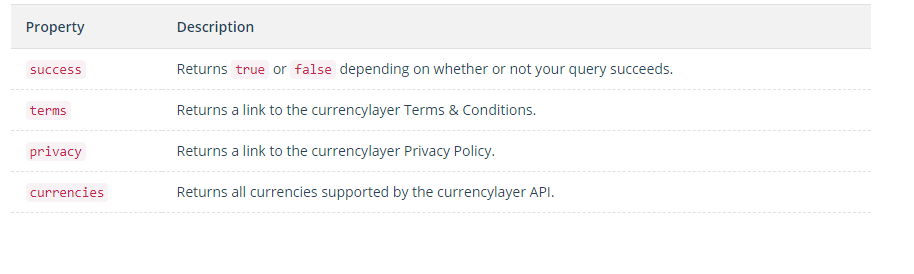 Property Description
success Returns true or false depending on whether or not your query succeeds.
terms Returns a link to the currencylayer Terms & Conditions.
privacy Returns a link to the currencylayer Privacy Policy.
currencies Returns all currencies supported by the currencylayer API.